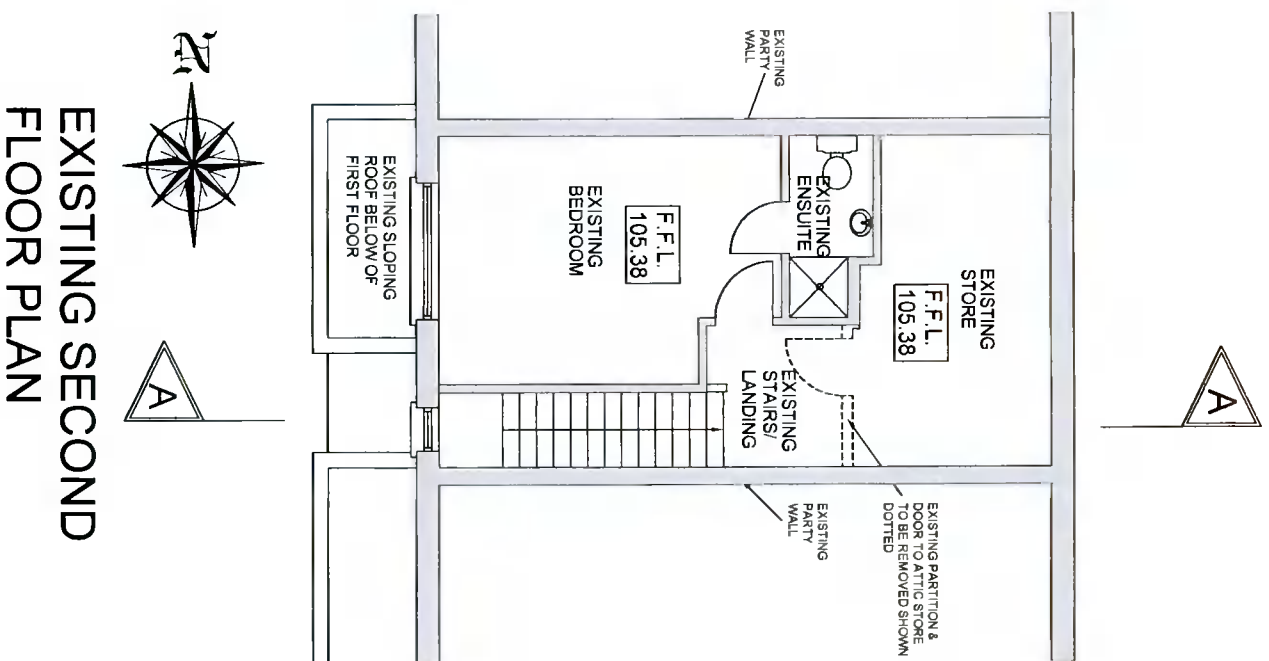 EXISTING
PARTY
WALL
EXISTING
ENSUITE
EXISTING
STORE
F.F.L.
105.38
EXISTING
BEDROOM
F.F.L.
105.38
EXISTING SLOPING
ROOF BELOW OF
FIRST FLOOR
EXISTING
STAIRS/
LANDING
EXISTING PARTITION &
DOOR TO ATTIC STORE
TO BE REMOVED SHOWN
DOTTED
EXISTING
PARTY
WALL
A
A
N
EXISTING SECOND
FLOOR PLAN